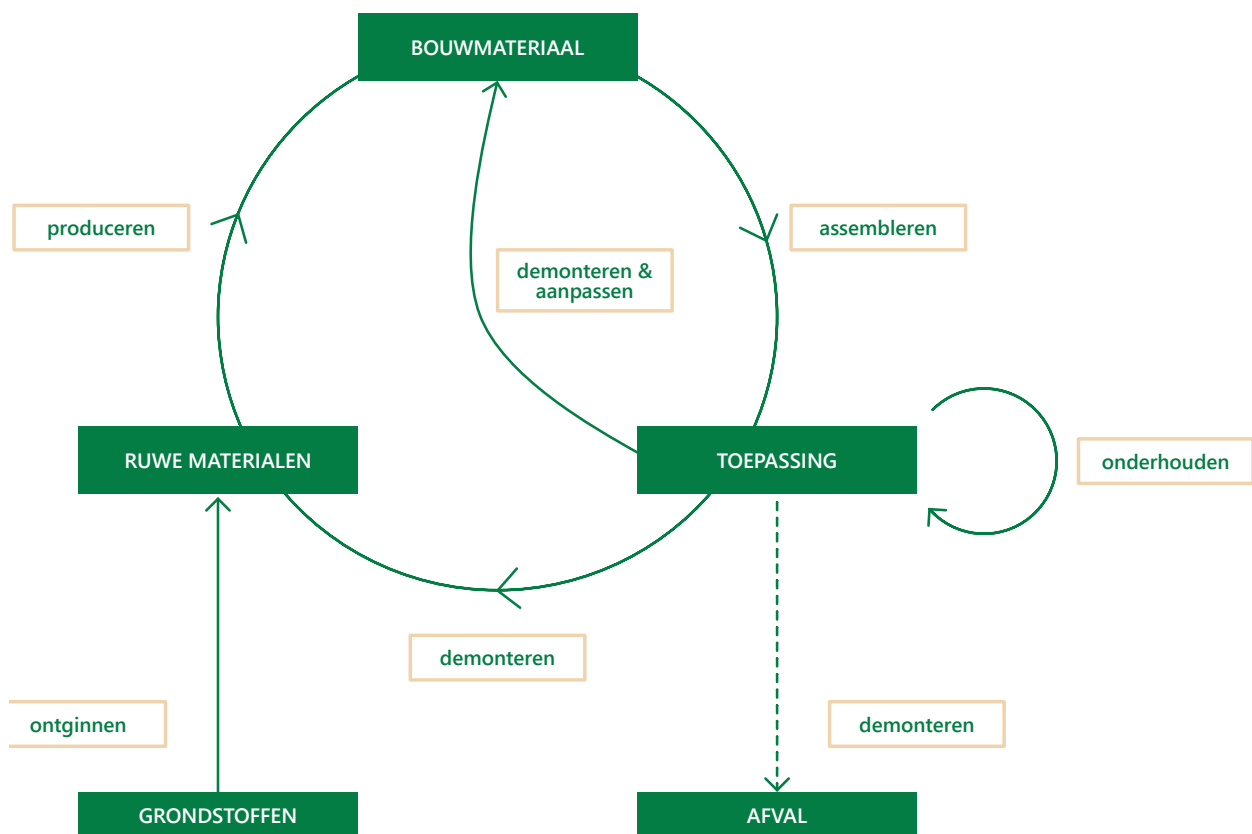 BOUWMATERIAAL
produceren
assembleren
demonteren &
aanpassen
RUWE MATERIALEN
TOEPASSING
onderhouden
demonteren
ontginnen
demonteren
GRONDSTOFFEN
AFVAL